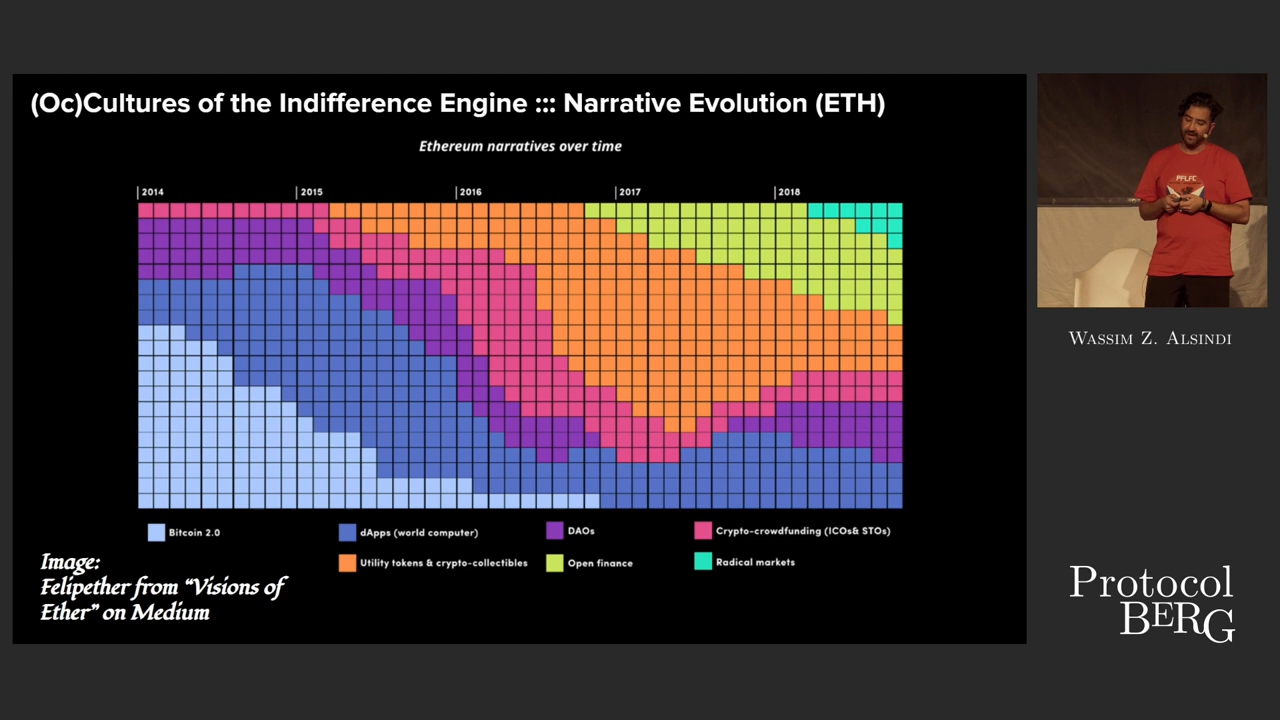 (Oc)Cultures of the Indifference Engine ::: Narrative Evolution (ETH)
Ethereum narratives over time
2014 2015 2016 2017 2018
Bitcoin 2.0 dApps (world computer) DAOs Crypto-crowdfunding (ICOs& STOs)
Utility tokens & crypto-collectibles Open finance Radical markets
Image:
Felipether from “Visions of
Ether” on Medium
PFLFC
Wassim Z. Alsindi
Protocol
BERG